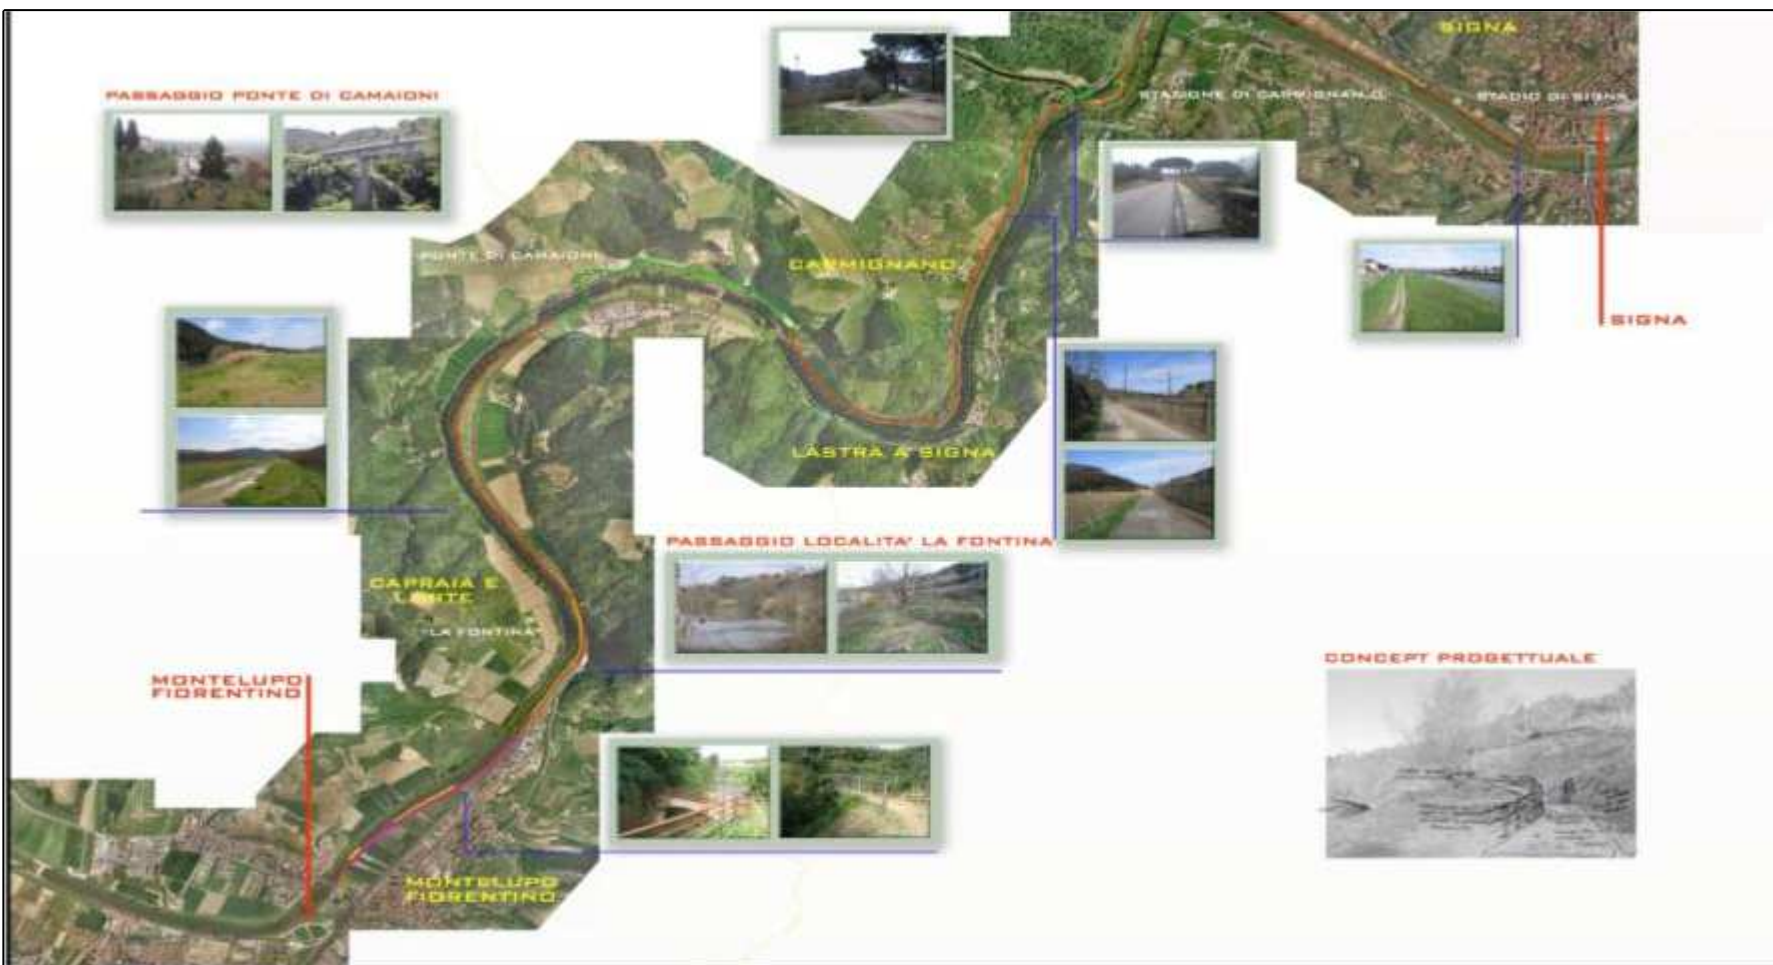 SIGNA
PASSAGGIO PONTE DI CAMAIONI
STAZIONE DI CARMIGNANO
STADIO DI SIGNA
PONTE DI CAMAIONI
CARMIGNANO
SIGNA
LASTRA A SIGNA
PASSAGGIO LOCALITA' LA FONTINA
CAPRAIA E
LIMITE
"LA FONTINA"
CONCEPT PROGETTUALE
MONTELUPO
FIORENTINO
MONTELUPO
FIORENTINO